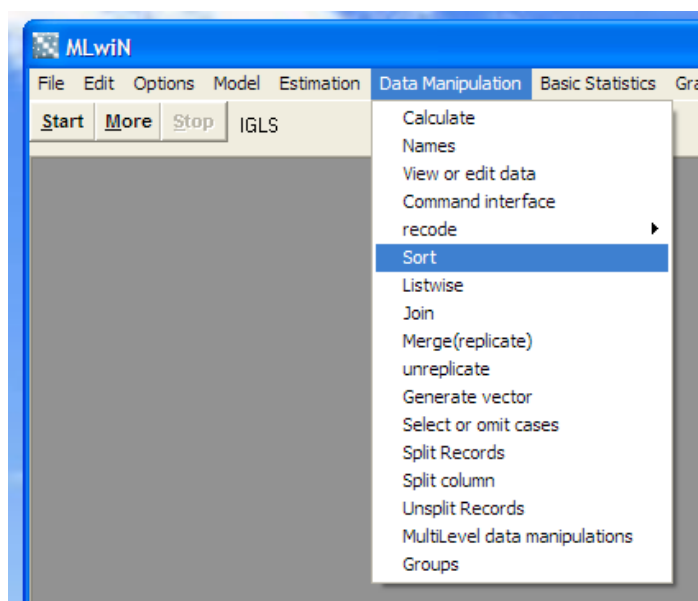 MLwiN
File Edit Options Model Estimation Data Manipulation Basic Statistics Gra
Start More Stop IGLS
Calculate
Names
View or edit data
Command interface
recode
Sort
Listwise
Join
Merge(replicate)
unreplicate
Generate vector
Select or omit cases
Split Records
Split column
Unsplit Records
MultiLevel data manipulations
Groups